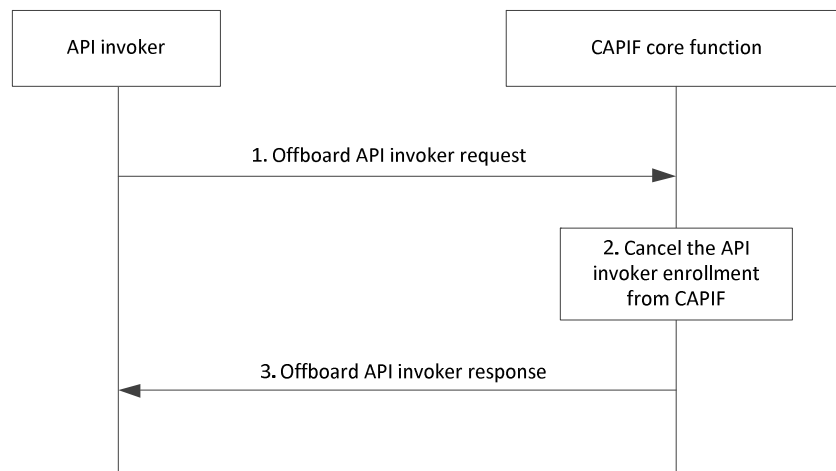 API invoker
CAPIF core function
1. Offboard API invoker request
2. Cancel the API
invoker enrollment
from CAPIF
3. Offboard API invoker response